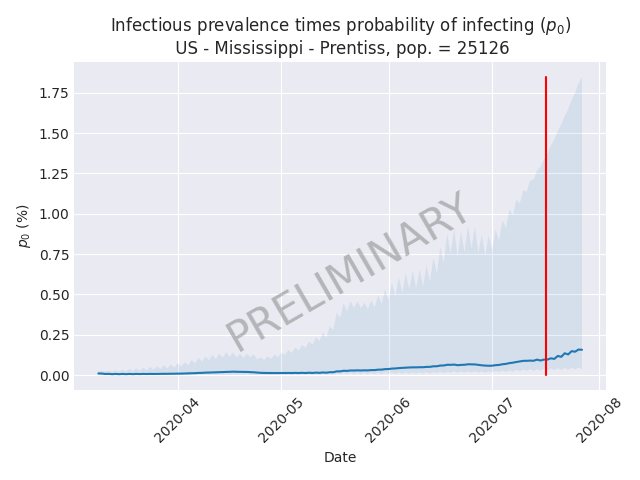 Infectious prevalence times probability of infecting (p₀)
US - Mississippi - Prentiss, pop. = 25126
1.75
1.50
1.25
1.00
0.75
0.50
0.25
0.00
p₀ (%)
PRELIMINARY
2020-04
2020-05
2020-06
2020-07
2020-08
Date